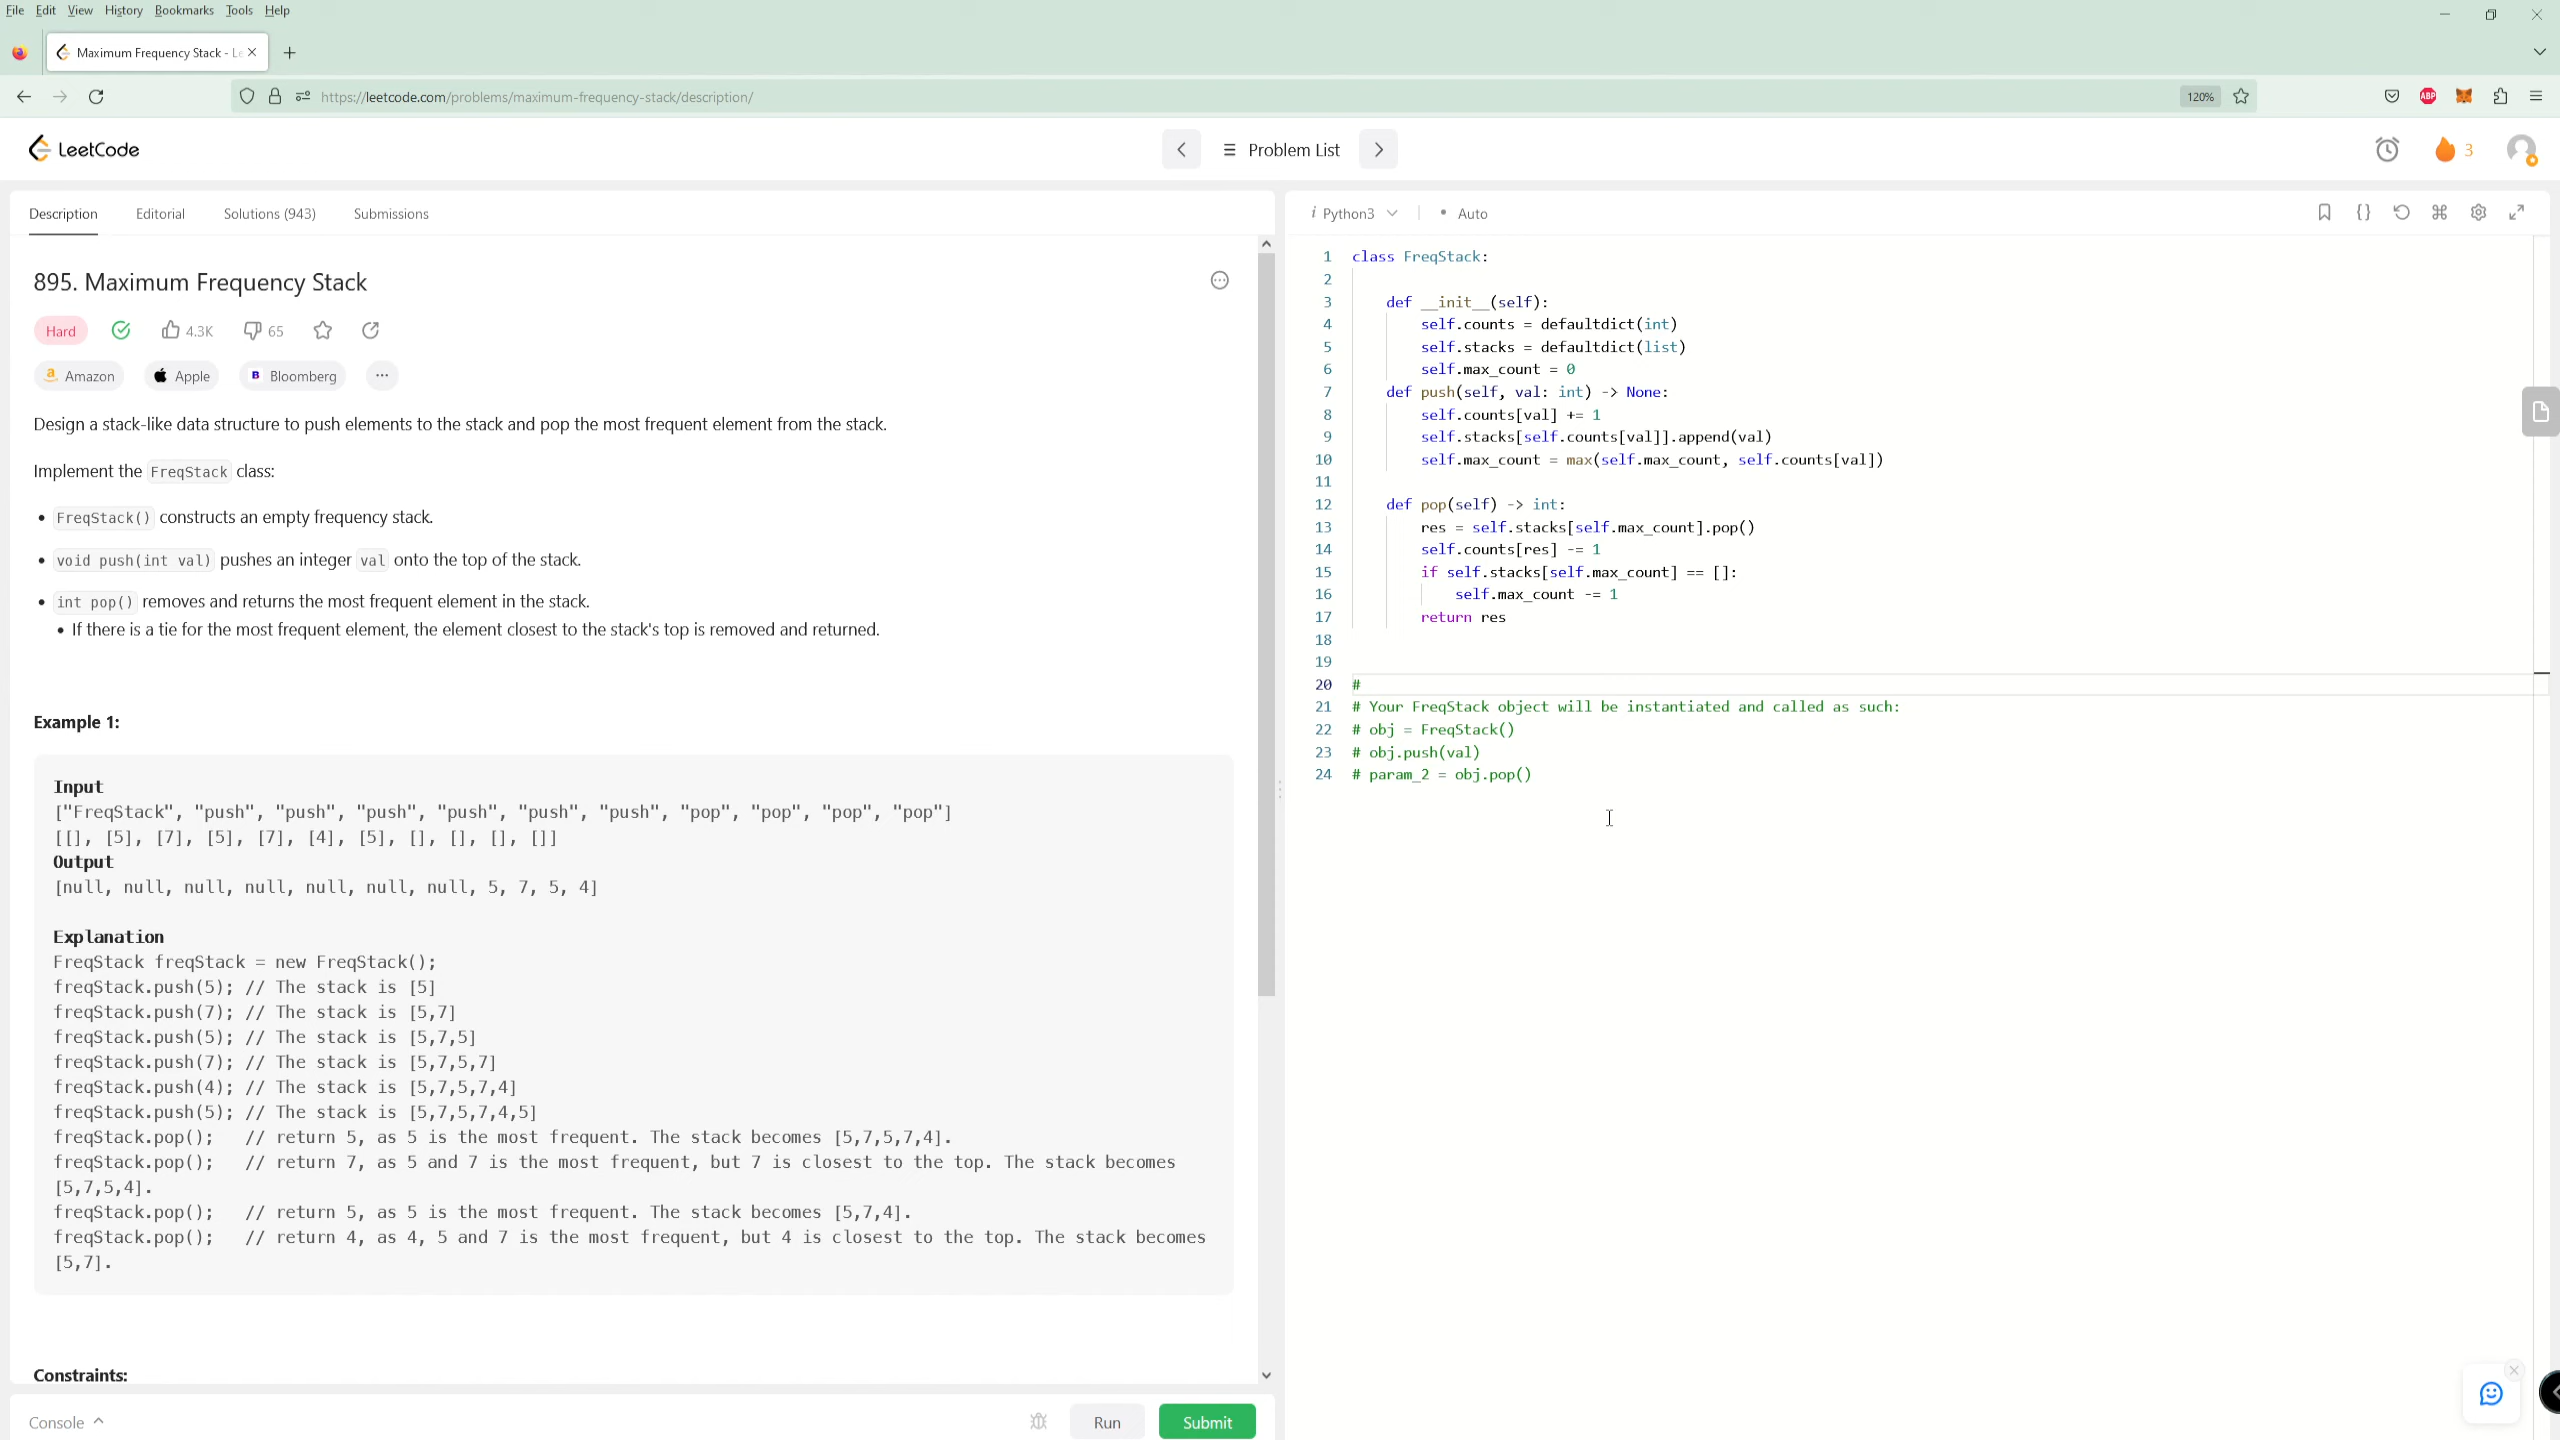 File Edit View History Bookmarks Tools Help
Maximum Frequency Stack - Le
https://leetcode.com/problems/maximum-frequency-stack/description/
120%
ABP
LeetCode
Problem List
3
Description Editorial Solutions (943) Submissions
895. Maximum Frequency Stack
Hard 4.3K 65
Amazon Apple Bloomberg ...
Design a stack-like data structure to push elements to the stack and pop the most frequent element from the stack.
Implement the FreqStack class:
• FreqStack() constructs an empty frequency stack.
• void push(int val) pushes an integer val onto the top of the stack.
• int pop() removes and returns the most frequent element in the stack.
• If there is a tie for the most frequent element, the element closest to the stack's top is removed and returned.
Example 1:
Input
["FreqStack", "push", "push", "push", "push", "push", "push", "pop", "pop", "pop", "pop"]
[[], [5], [7], [5], [7], [4], [5], [], [], [], []]
Output
[null, null, null, null, null, null, null, 5, 7, 5, 4]
Explanation
FreqStack freqStack = new FreqStack();
freqStack.push(5); // The stack is [5]
freqStack.push(7); // The stack is [5,7]
freqStack.push(5); // The stack is [5,7,5]
freqStack.push(7); // The stack is [5,7,5,7]
freqStack.push(4); // The stack is [5,7,5,7,4]
freqStack.push(5); // The stack is [5,7,5,7,4,5]
freqStack.pop();   // return 5, as 5 is the most frequent. The stack becomes [5,7,5,7,4].
freqStack.pop();   // return 7, as 5 and 7 is the most frequent, but 7 is closest to the top. The stack becomes
[5,7,5,4].
freqStack.pop();   // return 5, as 5 is the most frequent. The stack becomes [5,7,4].
freqStack.pop();   // return 4, as 4, 5 and 7 is the most frequent, but 4 is closest to the top. The stack becomes
[5,7].
Constraints:
Console
Run
Submit
i Python3 • Auto
1 class FreqStack:
2
3     def __init__(self):
4         self.counts = defaultdict(int)
5         self.stacks = defaultdict(list)
6         self.max_count = 0
7     def push(self, val: int) -> None:
8         self.counts[val] += 1
9         self.stacks[self.counts[val]].append(val)
10         self.max_count = max(self.max_count, self.counts[val])
11
12     def pop(self) -> int:
13         res = self.stacks[self.max_count].pop()
14         self.counts[res] -= 1
15         if self.stacks[self.max_count] == []:
16             self.max_count -= 1
17         return res
18
19
20 #
21 # Your FreqStack object will be instantiated and called as such:
22 # obj = FreqStack()
23 # obj.push(val)
24 # param_2 = obj.pop()